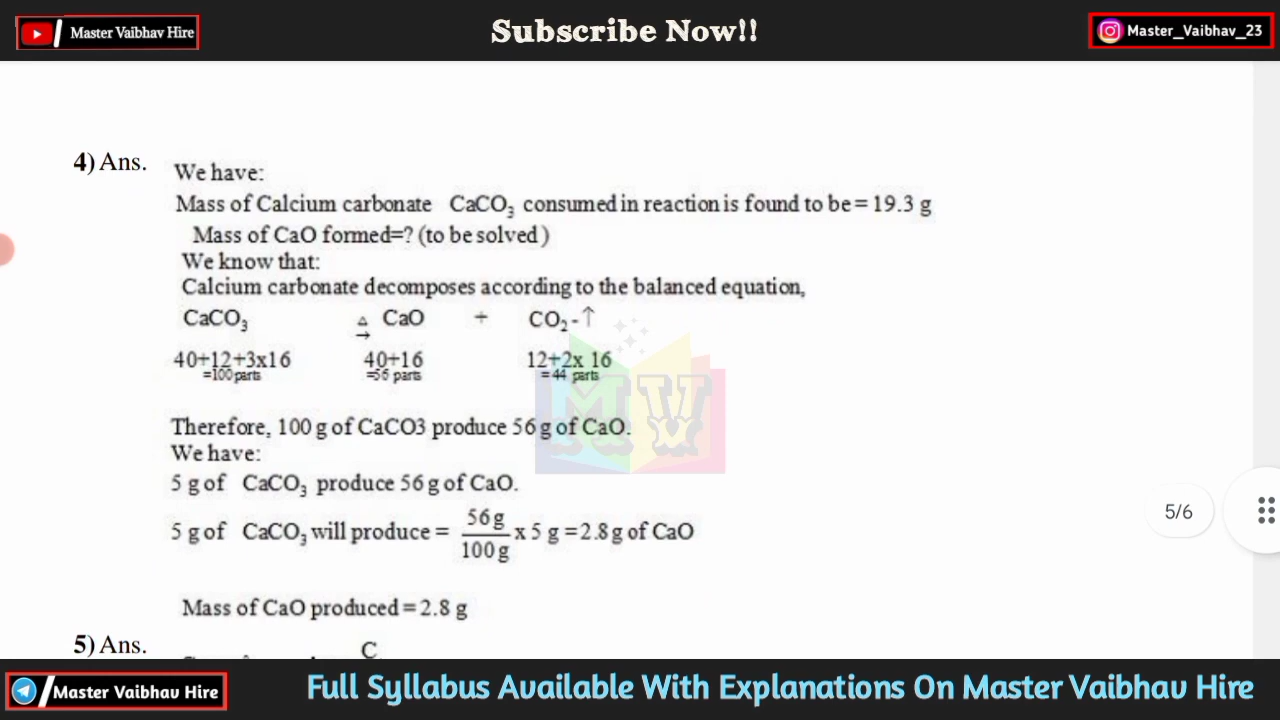 Master Vaibhav Hire
Subscribe Now!!
Master_Vaibhav_23
4) Ans.
We have:
Mass of Calcium carbonate CaCO₃ consumed in reaction is found to be = 19.3 g
Mass of CaO formed=? (to be solved)
We know that:
Calcium carbonate decomposes according to the balanced equation,
CaCO₃ Δ→ CaO + CO₂-↑
40+12+3x16 40+16 12+2x 16
=100 parts =56 parts = 44 parts
Therefore, 100 g of CaCO3 produce 56 g of CaO.
We have:
5 g of CaCO₃ produce 56 g of CaO.
5 g of CaCO₃ will produce = 56g/100g x 5 g =2.8g of CaO
Mass of CaO produced = 2.8 g
MW
5/6
5) Ans.
C
Master Vaibhav Hire
Full Syllabus Available With Explanations On Master Vaibhav Hire